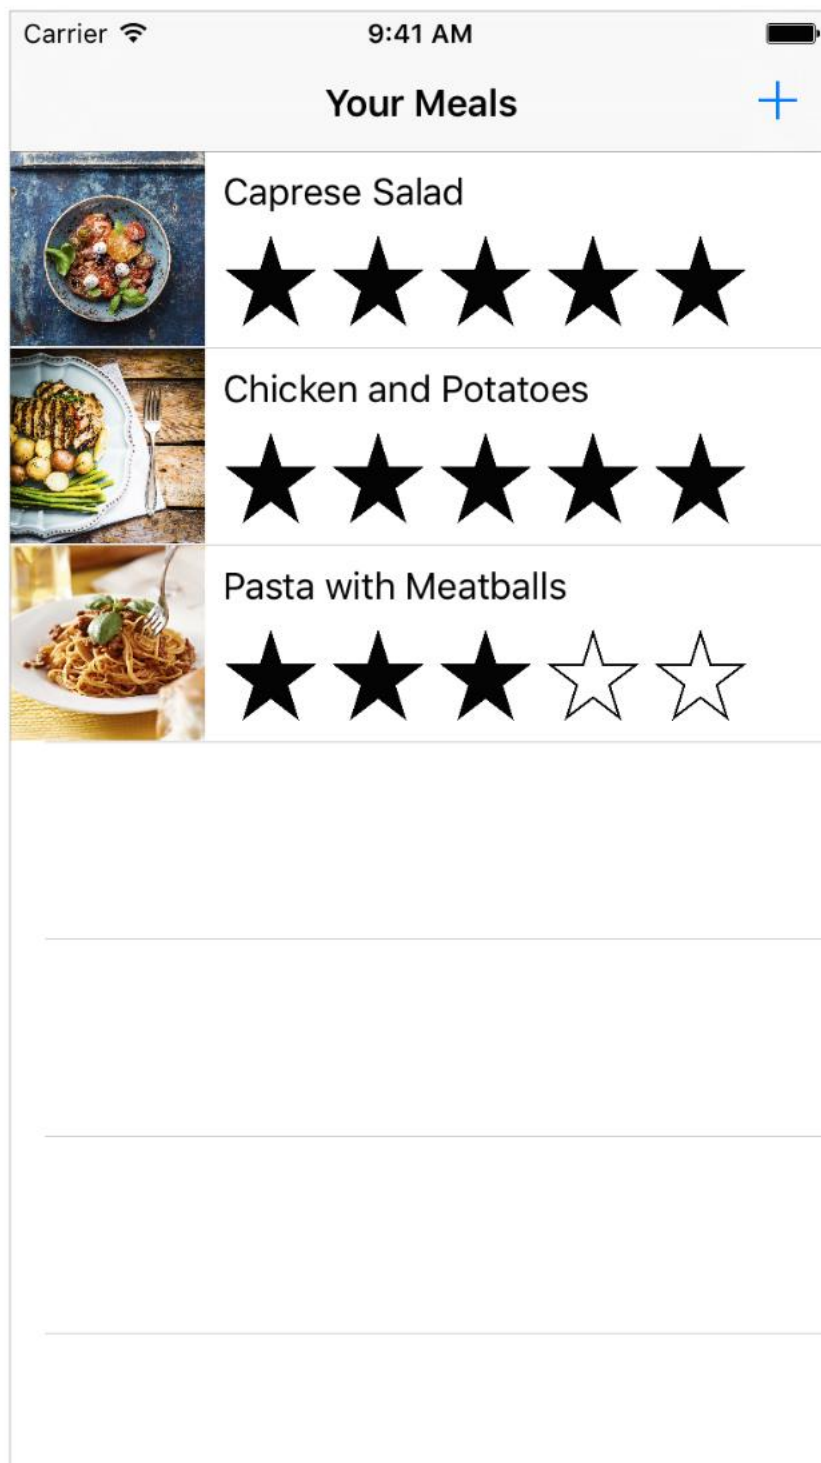 Carrier
9:41 AM
Your Meals
Caprese Salad
Chicken and Potatoes
Pasta with Meatballs